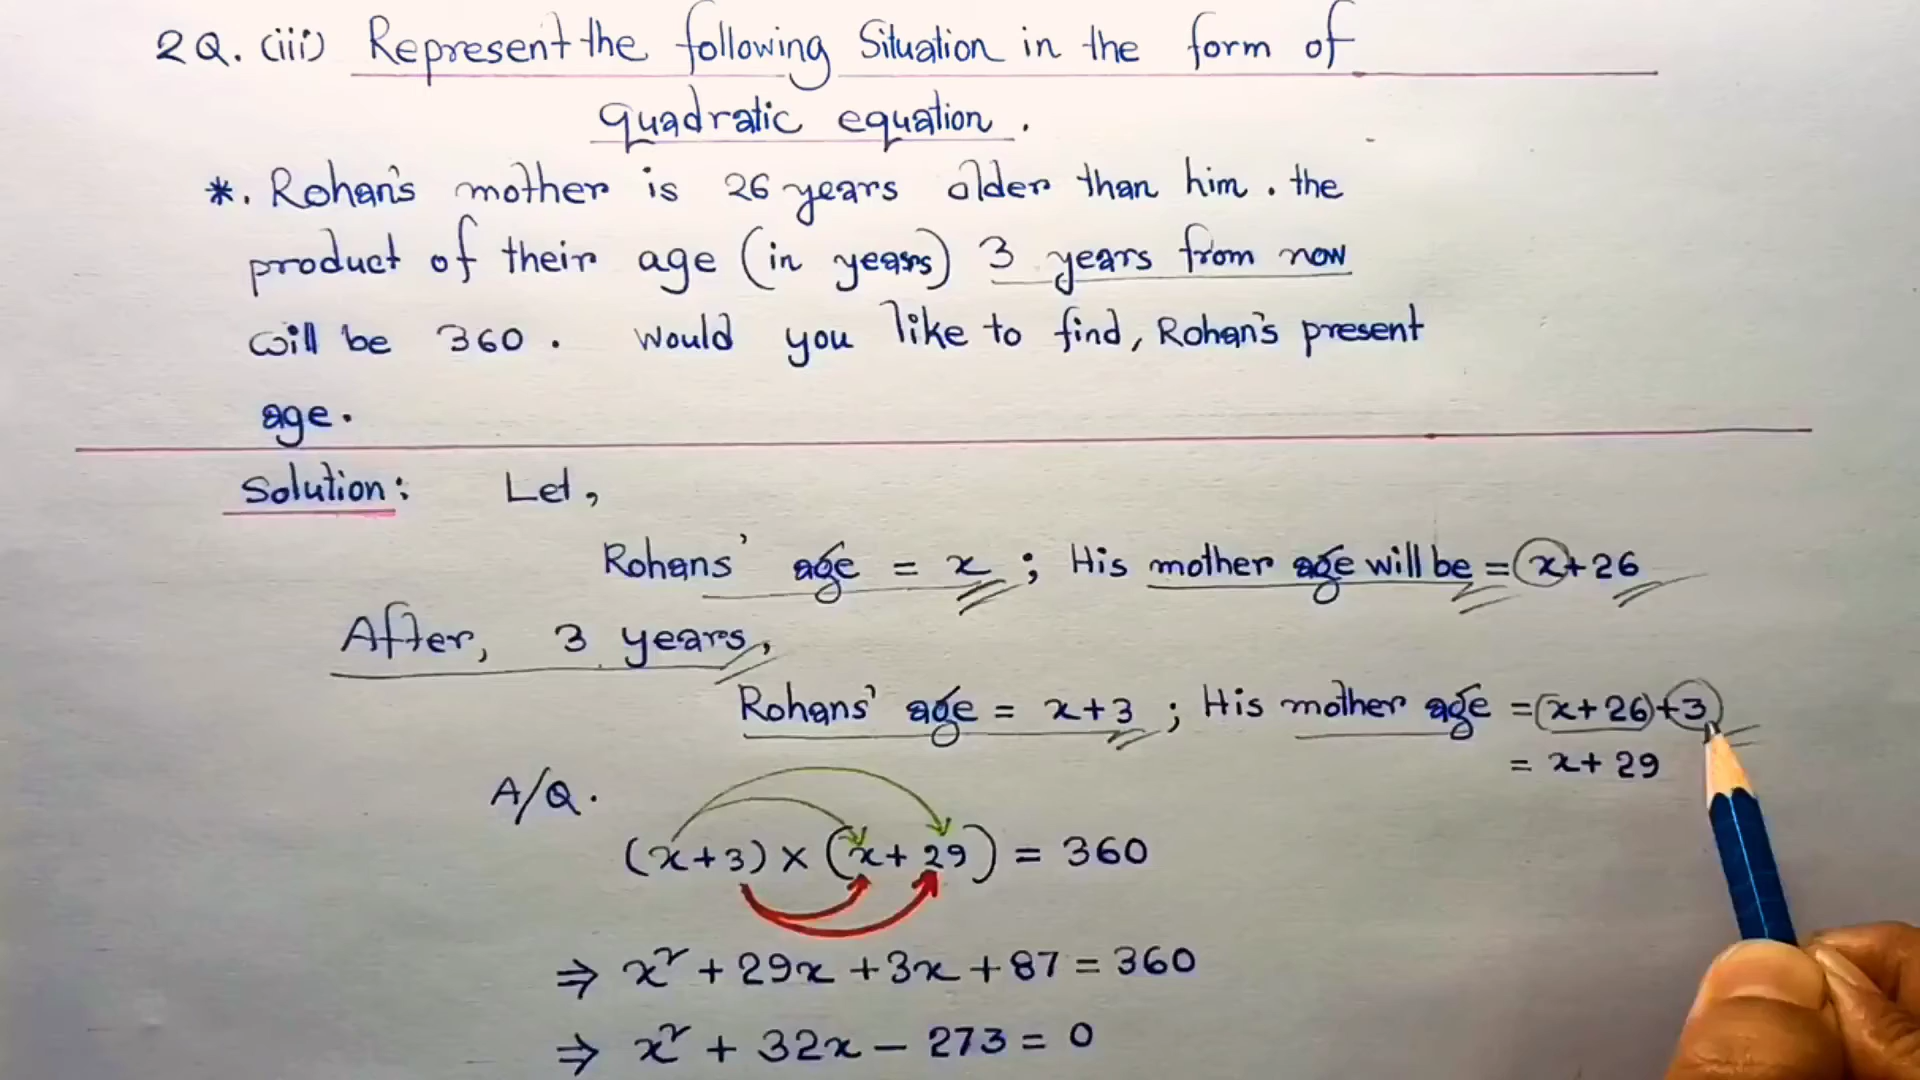 2Q. (iii) Represent the following Situation in the form of
quadratic equation.
*. Rohan's mother is 26 years older than him. the
product of their age (in years) 3 years from now
will be 360. would you like to find, Rohan's present
age.
Solution: Let,
Rohans' age = x ; His mother age will be = x+26
After, 3 years,
Rohans' age = x+3 ; His mother age = (x+26)+3
= x+29
A/Q.
(x+3) × (x+29) = 360
⇒ x² + 29x + 3x + 87 = 360
⇒ x² + 32x − 273 = 0